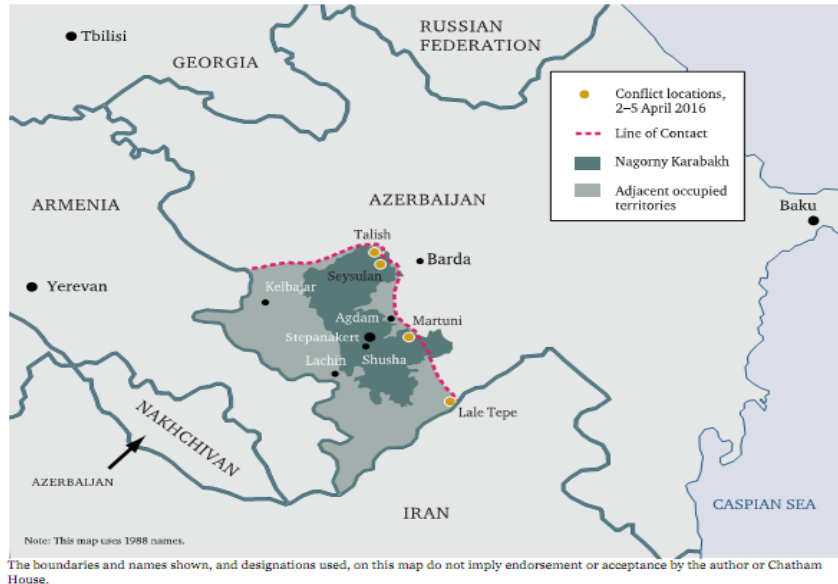 Tbilisi
GEORGIA
RUSSIAN
FEDERATION
Conflict locations,
2–5 April 2016
Line of Contact
Nagorny Karabakh
Adjacent occupied
territories
ARMENIA
AZERBAIJAN
Baku
Talish
Barda
Seysulan
Yerevan
Kelbajar
Agdam
Martuni
Stepanakert
Lachin
Shusha
Lale Tepe
NAKHCHIVAN
AZERBAIJAN
CASPIAN SEA
IRAN
Note: This map uses 1988 names.
The boundaries and names shown, and designations used, on this map do not imply endorsement or acceptance by the author or Chatham
House.